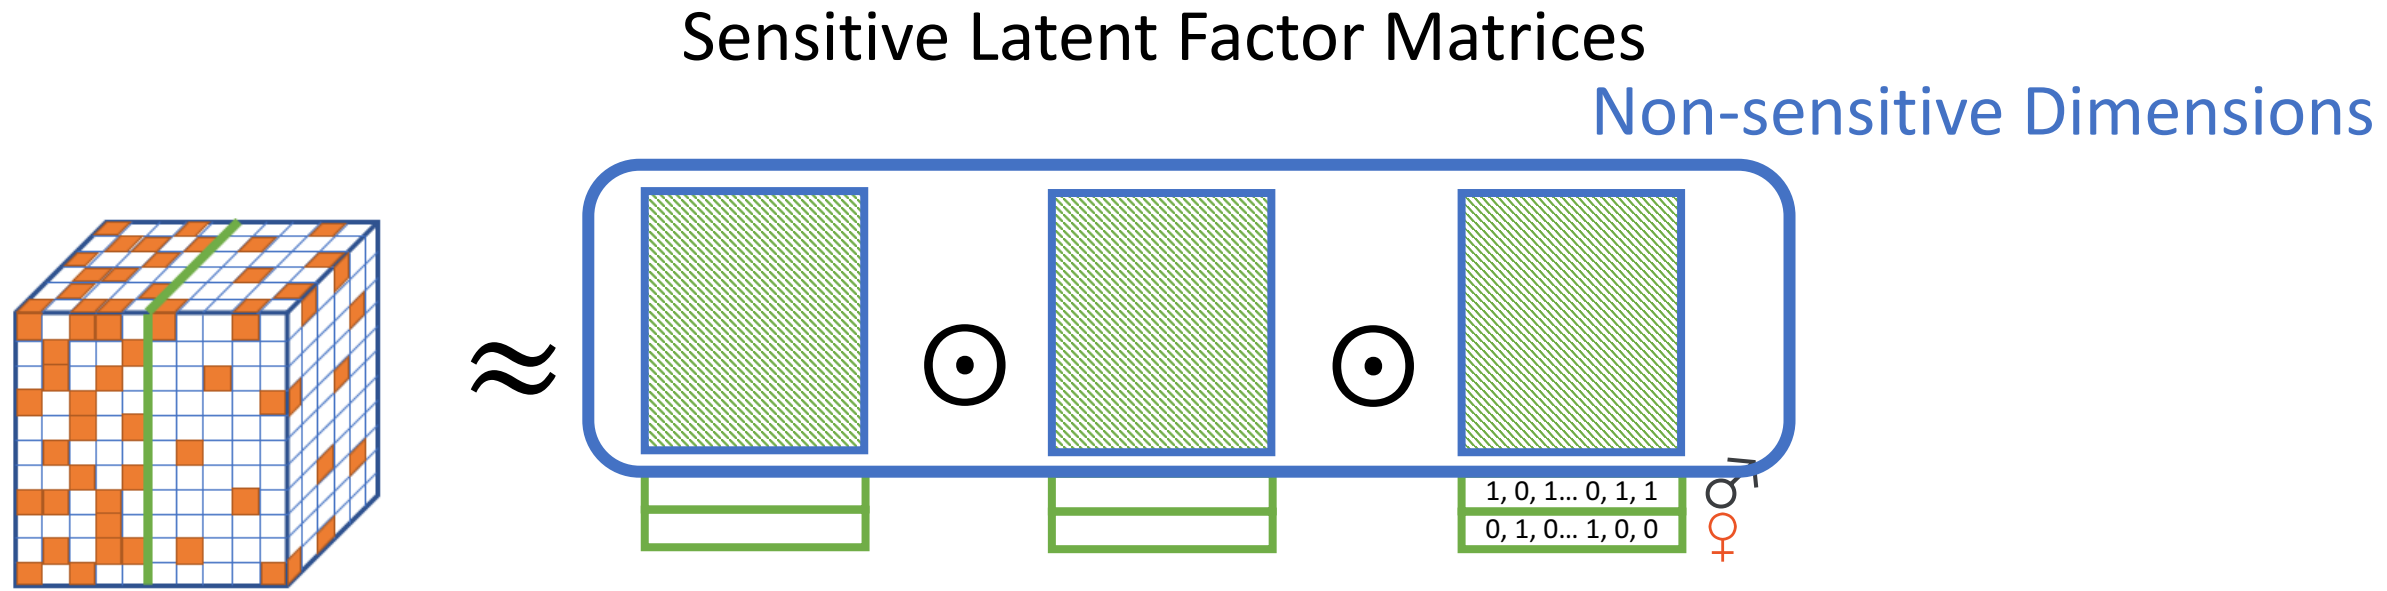 Sensitive Latent Factor Matrices
Non-sensitive Dimensions
≈
⊙ ⊙
1, 0, 1... 0, 1, 1 ♂
0, 1, 0... 1, 0, 0 ♀